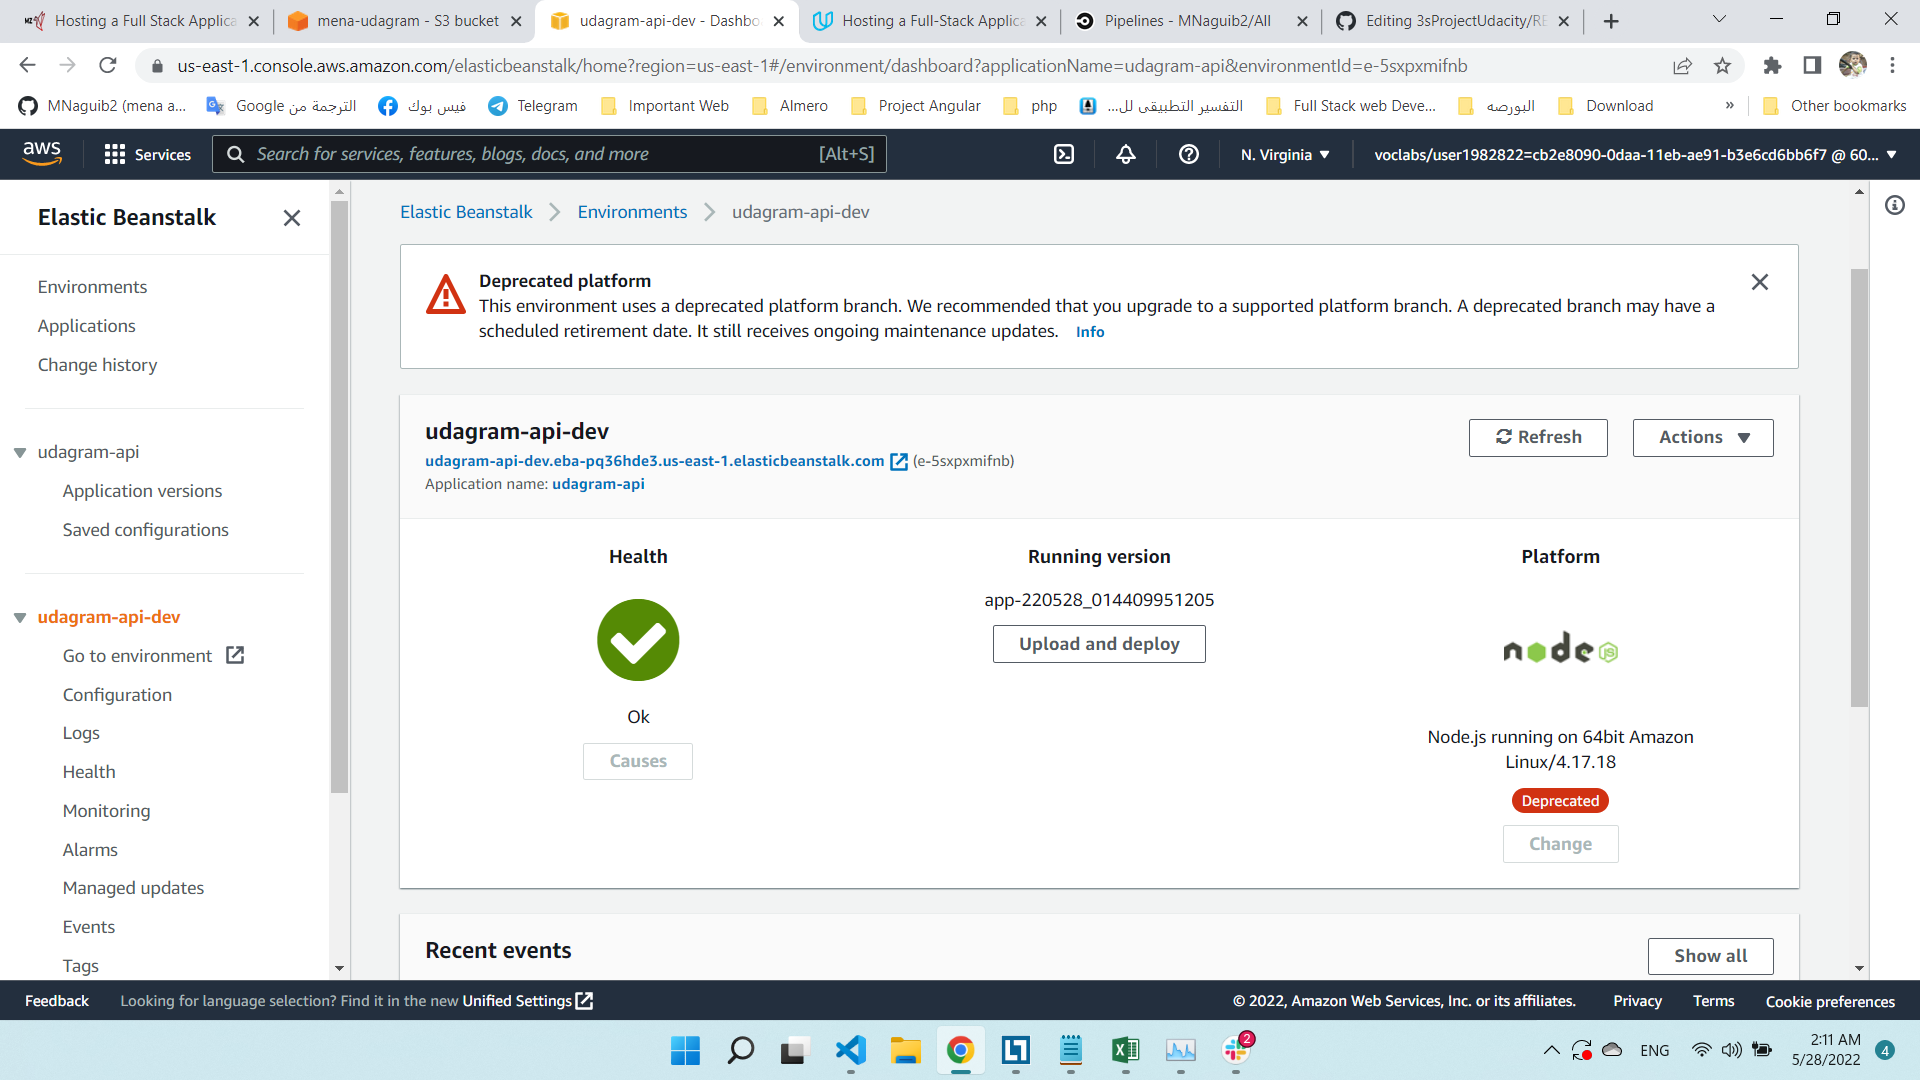 Hosting a Full Stack Applica
mena-udagram - S3 bucket
udagram-api-dev - Dashbo
Hosting a Full-Stack Applica
Pipelines - MNaguib2/All
Editing 3sProjectUdacity/RE
us-east-1.console.aws.amazon.com/elasticbeanstalk/home?region=us-east-1#/environment/dashboard?applicationName=udagram-api&environmentId=e-5sxpxmifnb
MNaguib2 (mena a...
الترجمة من Google
فيس بوك
Telegram
Important Web
Almero
Project Angular
php
التفسير التطبيقى لل...
Full Stack web Deve...
البورصه
Download
»
Other bookmarks
aws
Services
Search for services, features, blogs, docs, and more
[Alt+S]
N. Virginia
voclabs/user1982822=cb2e8090-0daa-11eb-ae91-b3e6cd6bb6f7 @ 60...
Elastic Beanstalk
Environments
Applications
Change history
udagram-api
Application versions
Saved configurations
udagram-api-dev
Go to environment
Configuration
Logs
Health
Monitoring
Alarms
Managed updates
Events
Tags
Elastic Beanstalk
Environments
udagram-api-dev
Deprecated platform
This environment uses a deprecated platform branch. We recommended that you upgrade to a supported platform branch. A deprecated branch may have a
scheduled retirement date. It still receives ongoing maintenance updates. Info
udagram-api-dev
udagram-api-dev.eba-pq36hde3.us-east-1.elasticbeanstalk.com (e-5sxpxmifnb)
Application name: udagram-api
Refresh
Actions
Health
Ok
Causes
Running version
app-220528_014409951205
Upload and deploy
Platform
node
JS
Node.js running on 64bit Amazon
Linux/4.17.18
Deprecated
Change
Recent events
Show all
Feedback
Looking for language selection? Find it in the new Unified Settings
© 2022, Amazon Web Services, Inc. or its affiliates.
Privacy
Terms
Cookie preferences
2
ENG
2:11 AM
5/28/2022
4